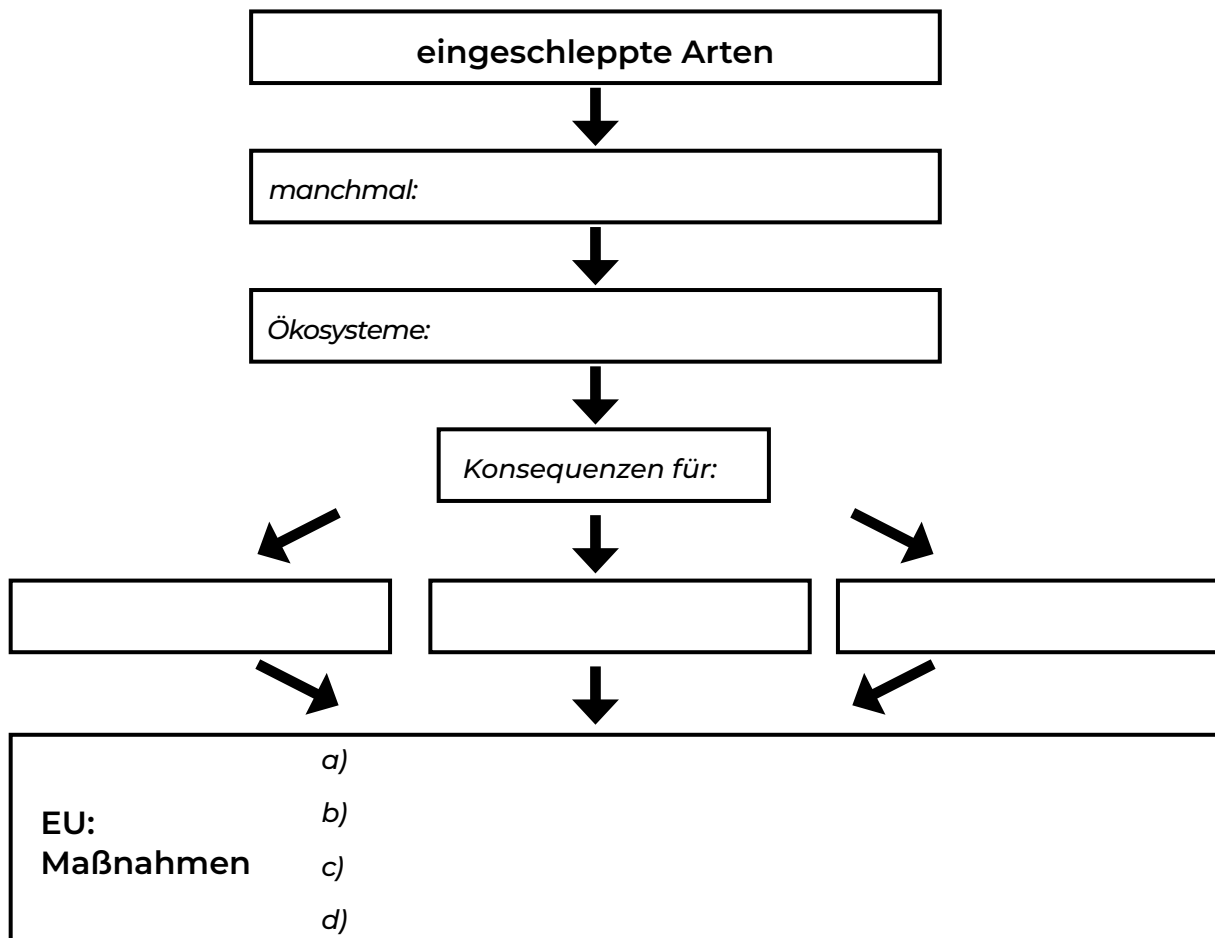 eingeschleppte Arten
manchmal:
Ökosysteme:
Konsequenzen für:
EU:
Maßnahmen
a)
b)
c)
d)